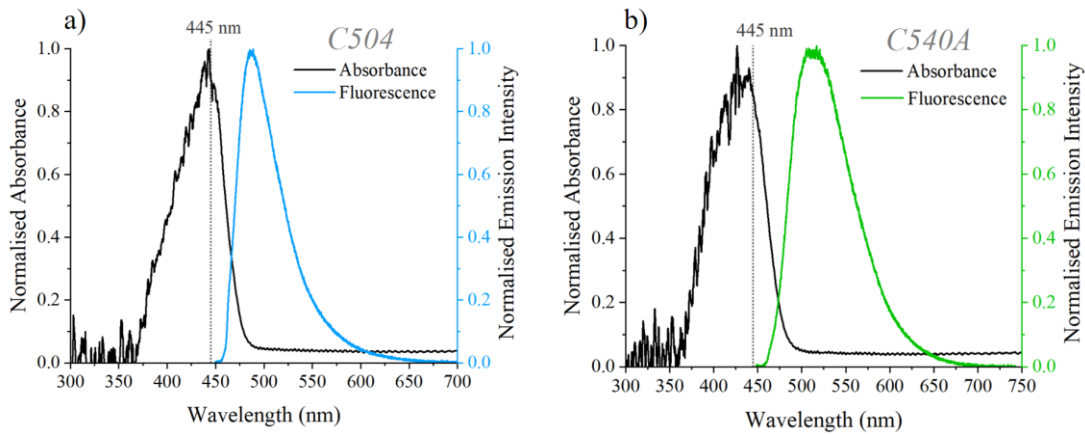 a)
445 nm
C504
Absorbance
Fluorescence
Normalised Absorbance
1.0
0.8
0.6
0.4
0.2
0.0
Normalised Emission Intensity
1.0
0.8
0.6
0.4
0.2
0.0
300 350 400 450 500 550 600 650 700
Wavelength (nm)
b)
445 nm
C540A
Absorbance
Fluorescence
Normalised Absorbance
1.0
0.8
0.6
0.4
0.2
0.0
Normalised Emission Intensity
1.0
0.8
0.6
0.4
0.2
0.0
300 350 400 450 500 550 600 650 700 750
Wavelength (nm)